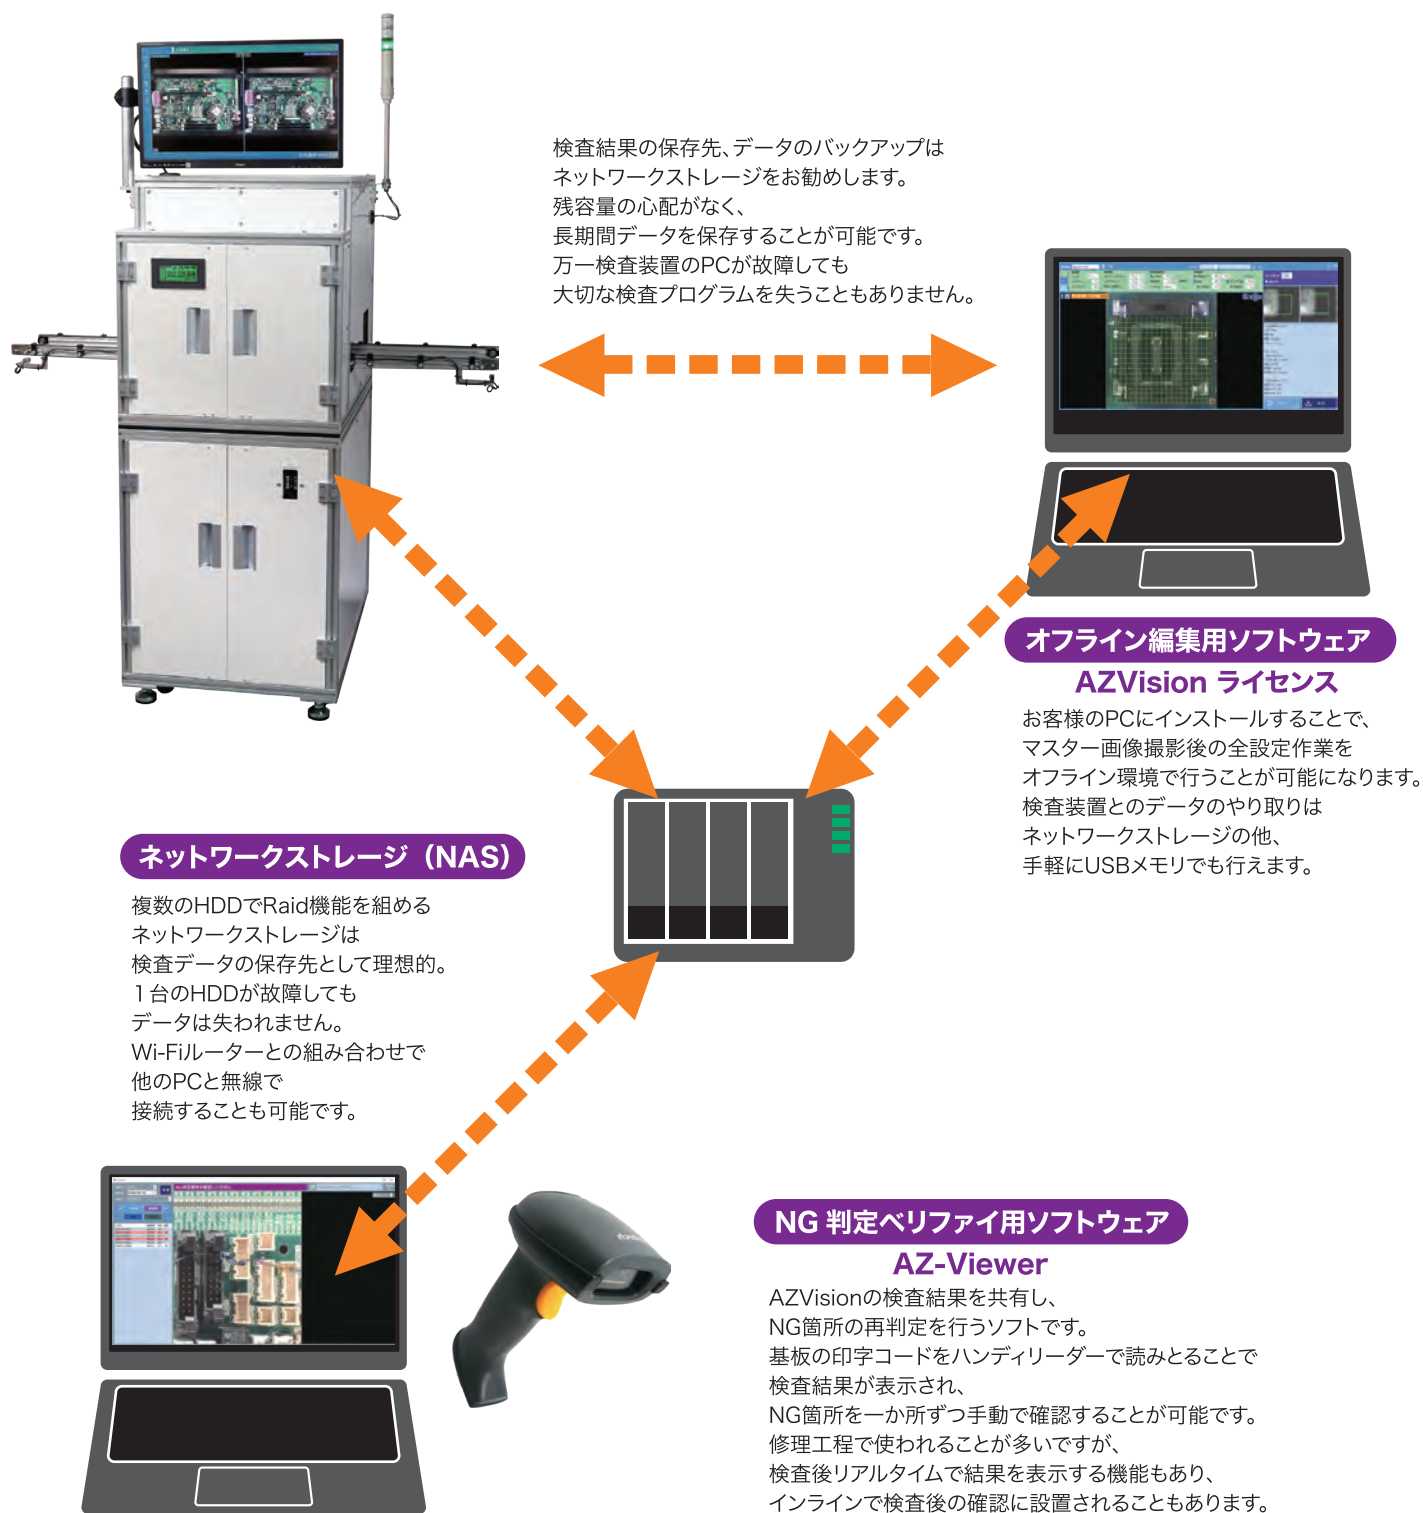 検査結果の保存先、データのバックアップは
ネットワークストレージをお勧めします。
残容量の心配がなく、
長期間データを保存することが可能です。
万一検査装置のPCが故障しても
大切な検査プログラムを失うこともありません。
オフライン編集用ソフトウェア
AZVision ライセンス
お客様のPCにインストールすることで、
マスター画像撮影後の全設定作業を
オフライン環境で行うことが可能になります。
検査装置とのデータのやり取りは
ネットワークストレージの他、
手軽にUSBメモリでも行えます。
ネットワークストレージ（NAS）
複数のHDDでRaid機能を組める
ネットワークストレージは
検査データの保存先として理想的。
1台のHDDが故障しても
データは失われません。
Wi-Fiルーターとの組み合わせで
他のPCと無線で
接続することも可能です。
NG 判定ベリファイ用ソフトウェア
AZ-Viewer
AZVisionの検査結果を共有し、
NG箇所の再判定を行うソフトです。
基板の印字コードをハンディリーダーで読みとることで
検査結果が表示され、
NG箇所を一か所ずつ手動で確認することが可能です。
修理工程で使われることが多いですが、
検査後リアルタイムで結果を表示する機能もあり、
インラインで検査後の確認に設置されることもあります。